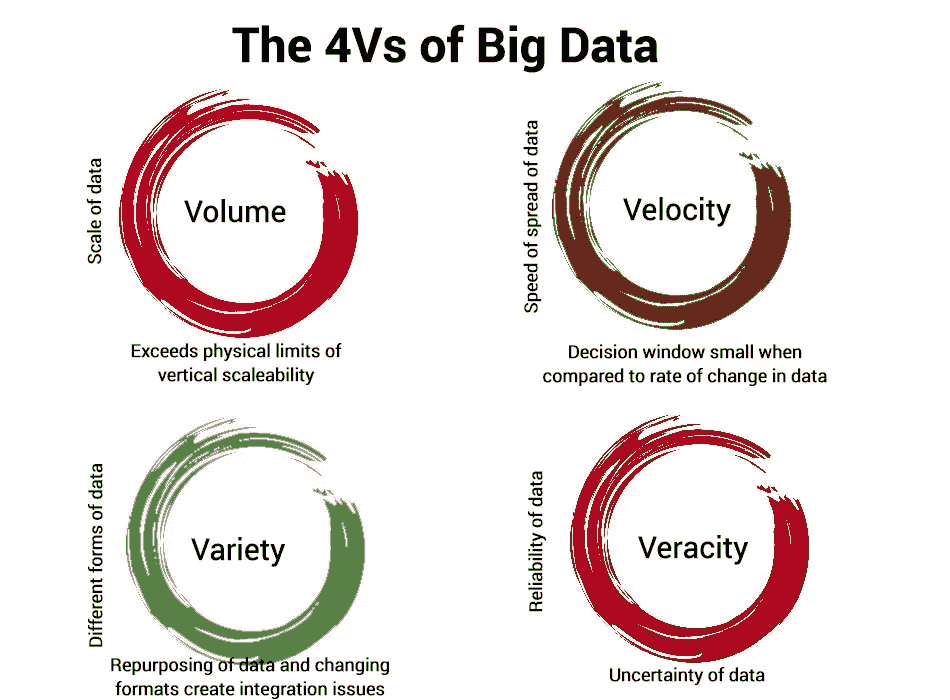 The 4Vs of Big Data
Scale of data
Volume
Exceeds physical limits of
vertical scaleability
Speed of spread of data
Velocity
Decision window small when
compared to rate of change in data
Different forms of data
Variety
Repurposing of data and changing
formats create integration issues
Reliability of data
Veracity
Uncertainty of data